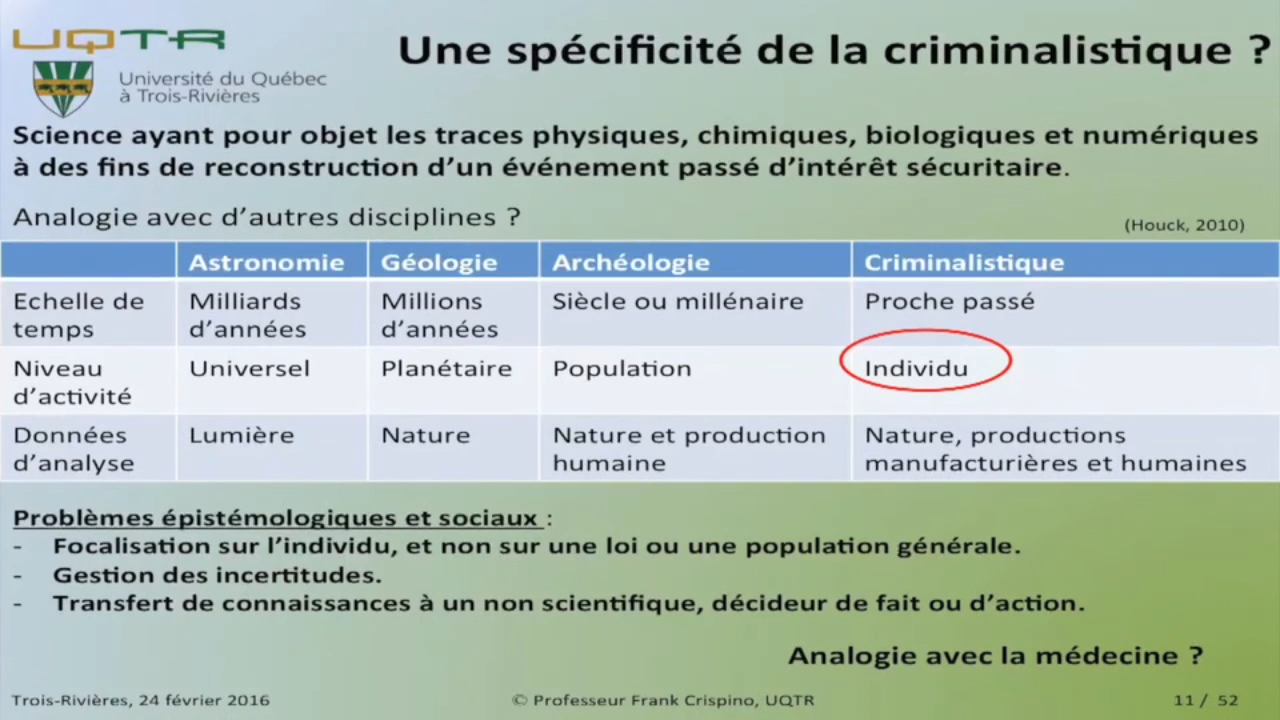 UQTR
Université du Québec
à Trois-Rivières
Une spécificité de la criminalistique ?
Science ayant pour objet les traces physiques, chimiques, biologiques et numériques
à des fins de reconstruction d’un événement passé d’intérêt sécuritaire.
Analogie avec d’autres disciplines ?
(Houck, 2010)
Astronomie Géologie Archéologie Criminalistique
Echelle de temps Milliards d’années Millions d’années Siècle ou millénaire Proche passé
Niveau d’activité Universel Planétaire Population Individu
Données d’analyse Lumière Nature Nature et production humaine Nature, productions manufacturières et humaines
Problèmes épistémologiques et sociaux :
- Focalisation sur l’individu, et non sur une loi ou une population générale.
- Gestion des incertitudes.
- Transfert de connaissances à un non scientifique, décideur de fait ou d’action.
Analogie avec la médecine ?
Trois-Rivières, 24 février 2016
© Professeur Frank Crispino, UQTR
11 / 52